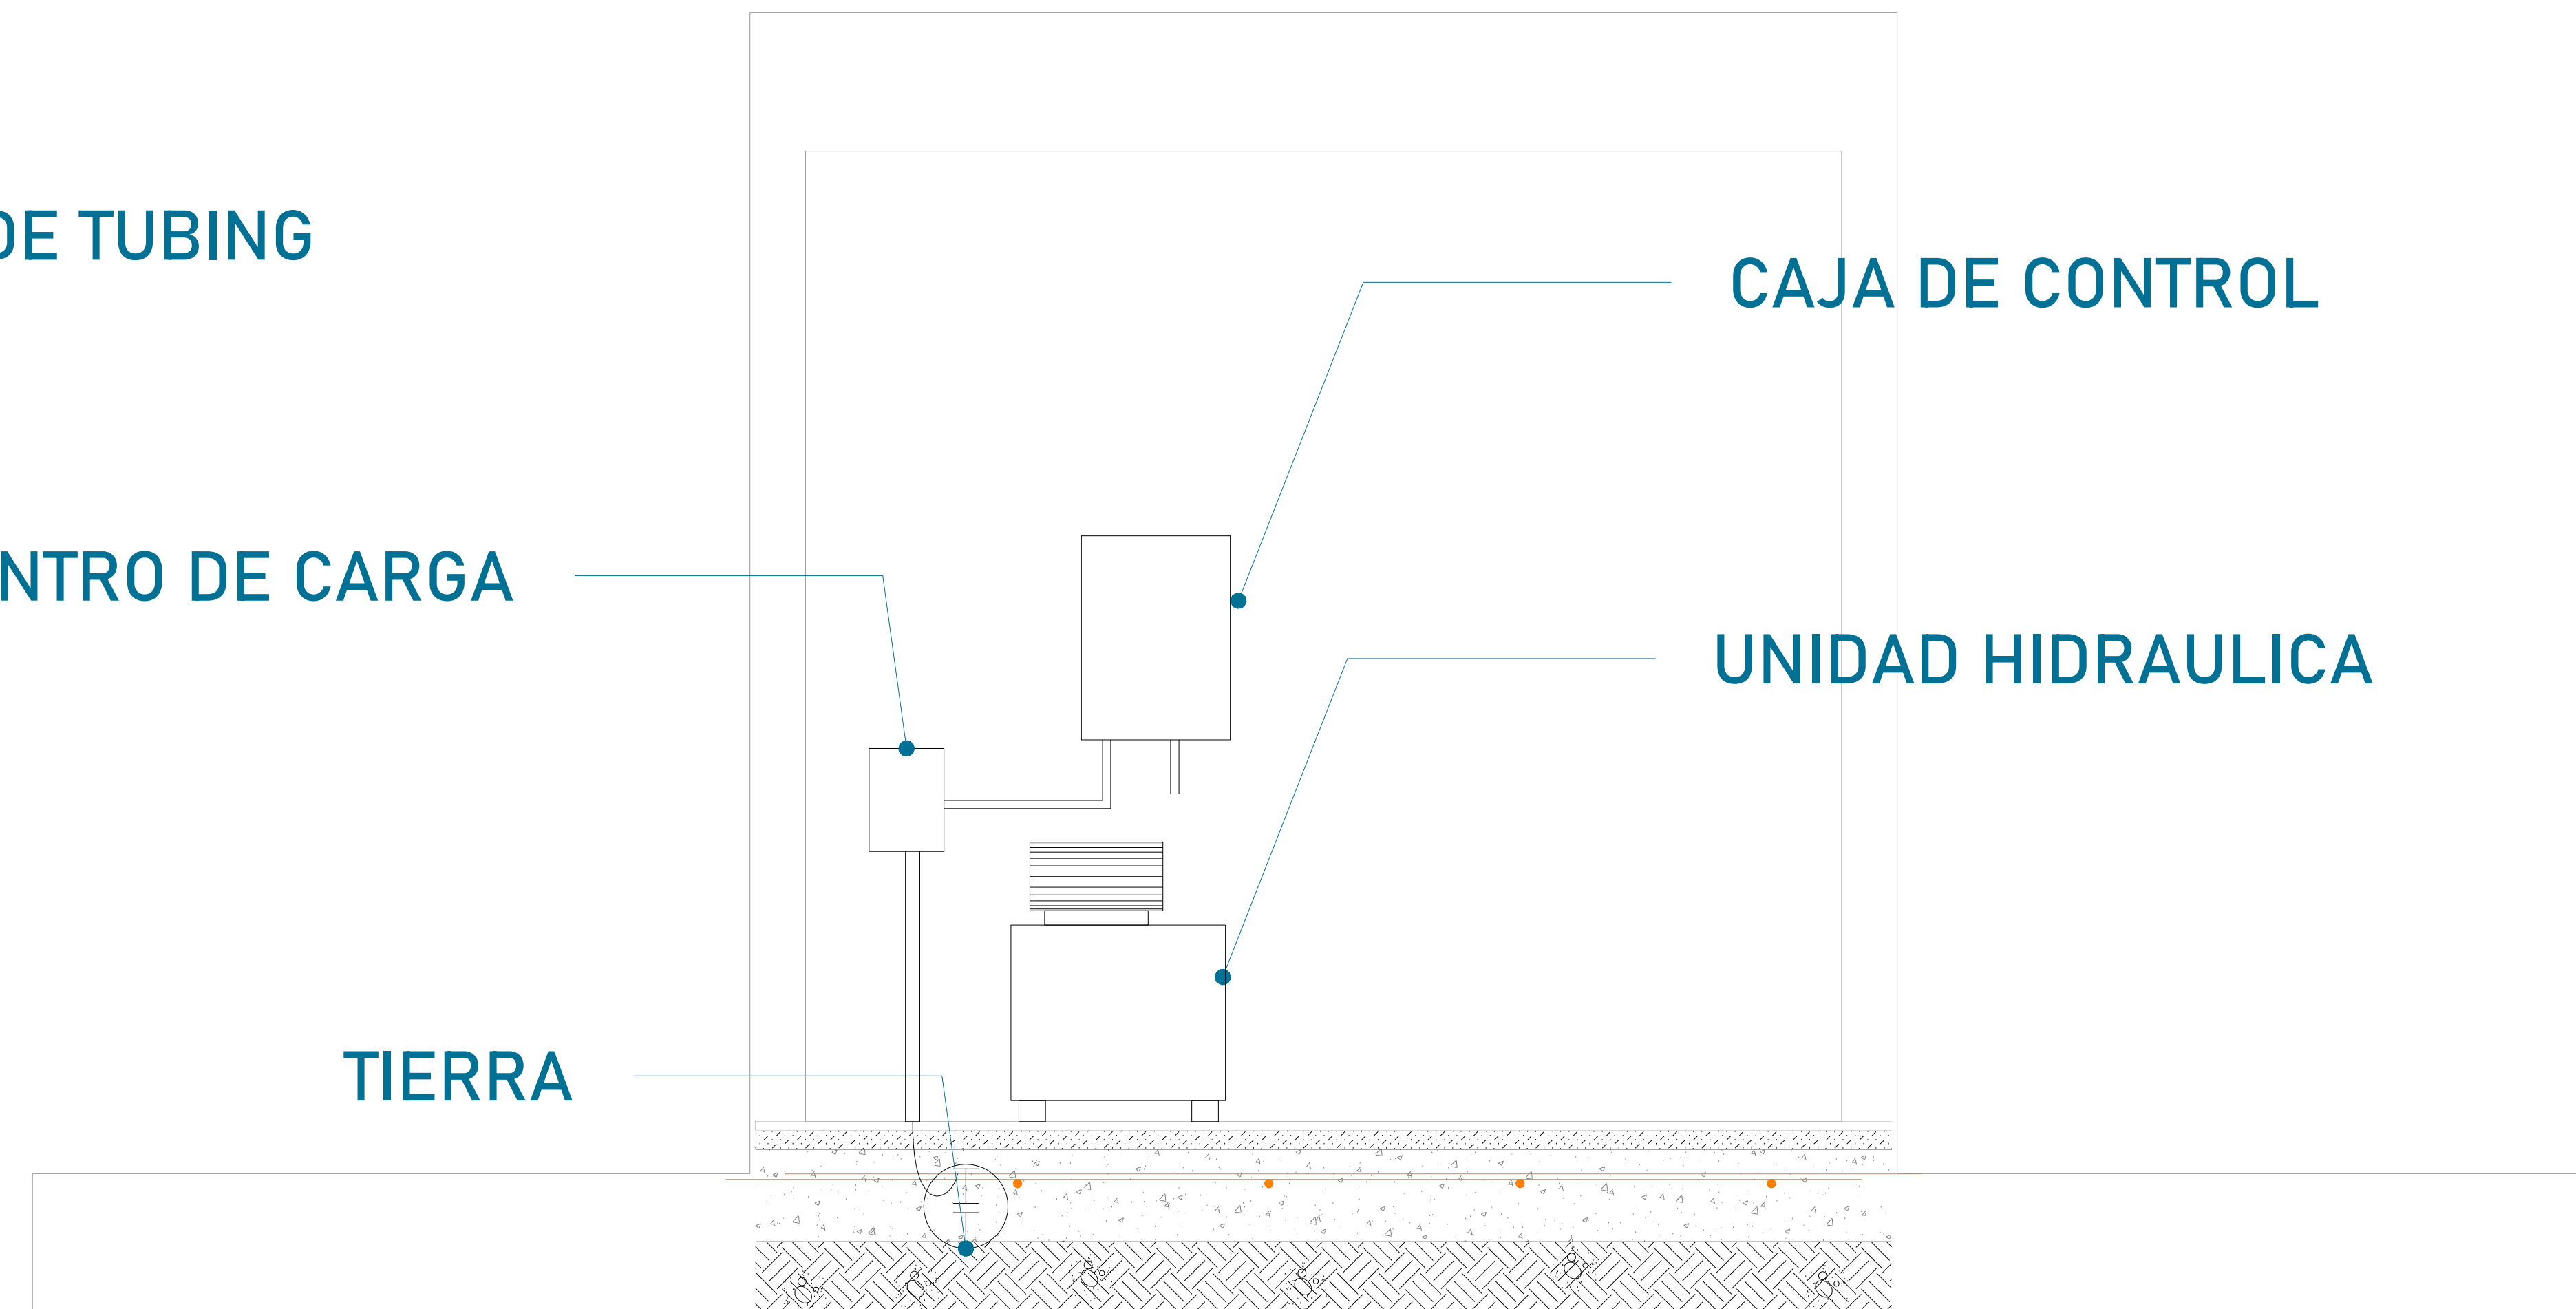 DE TUBING
CAJA DE CONTROL
NTRO DE CARGA
UNIDAD HIDRAULICA
TIERRA